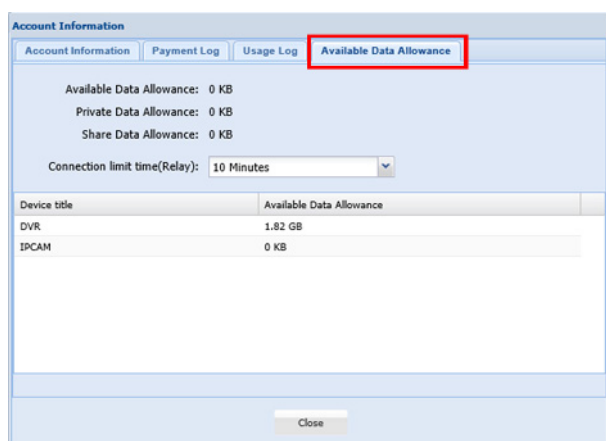 Account Information
Account Information Payment Log Usage Log Available Data Allowance
Available Data Allowance: 0 KB
Private Data Allowance: 0 KB
Share Data Allowance: 0 KB
Connection limit time(Relay): 10 Minutes
Device title Available Data Allowance
DVR 1.82 GB
IPCAM 0 KB
Close